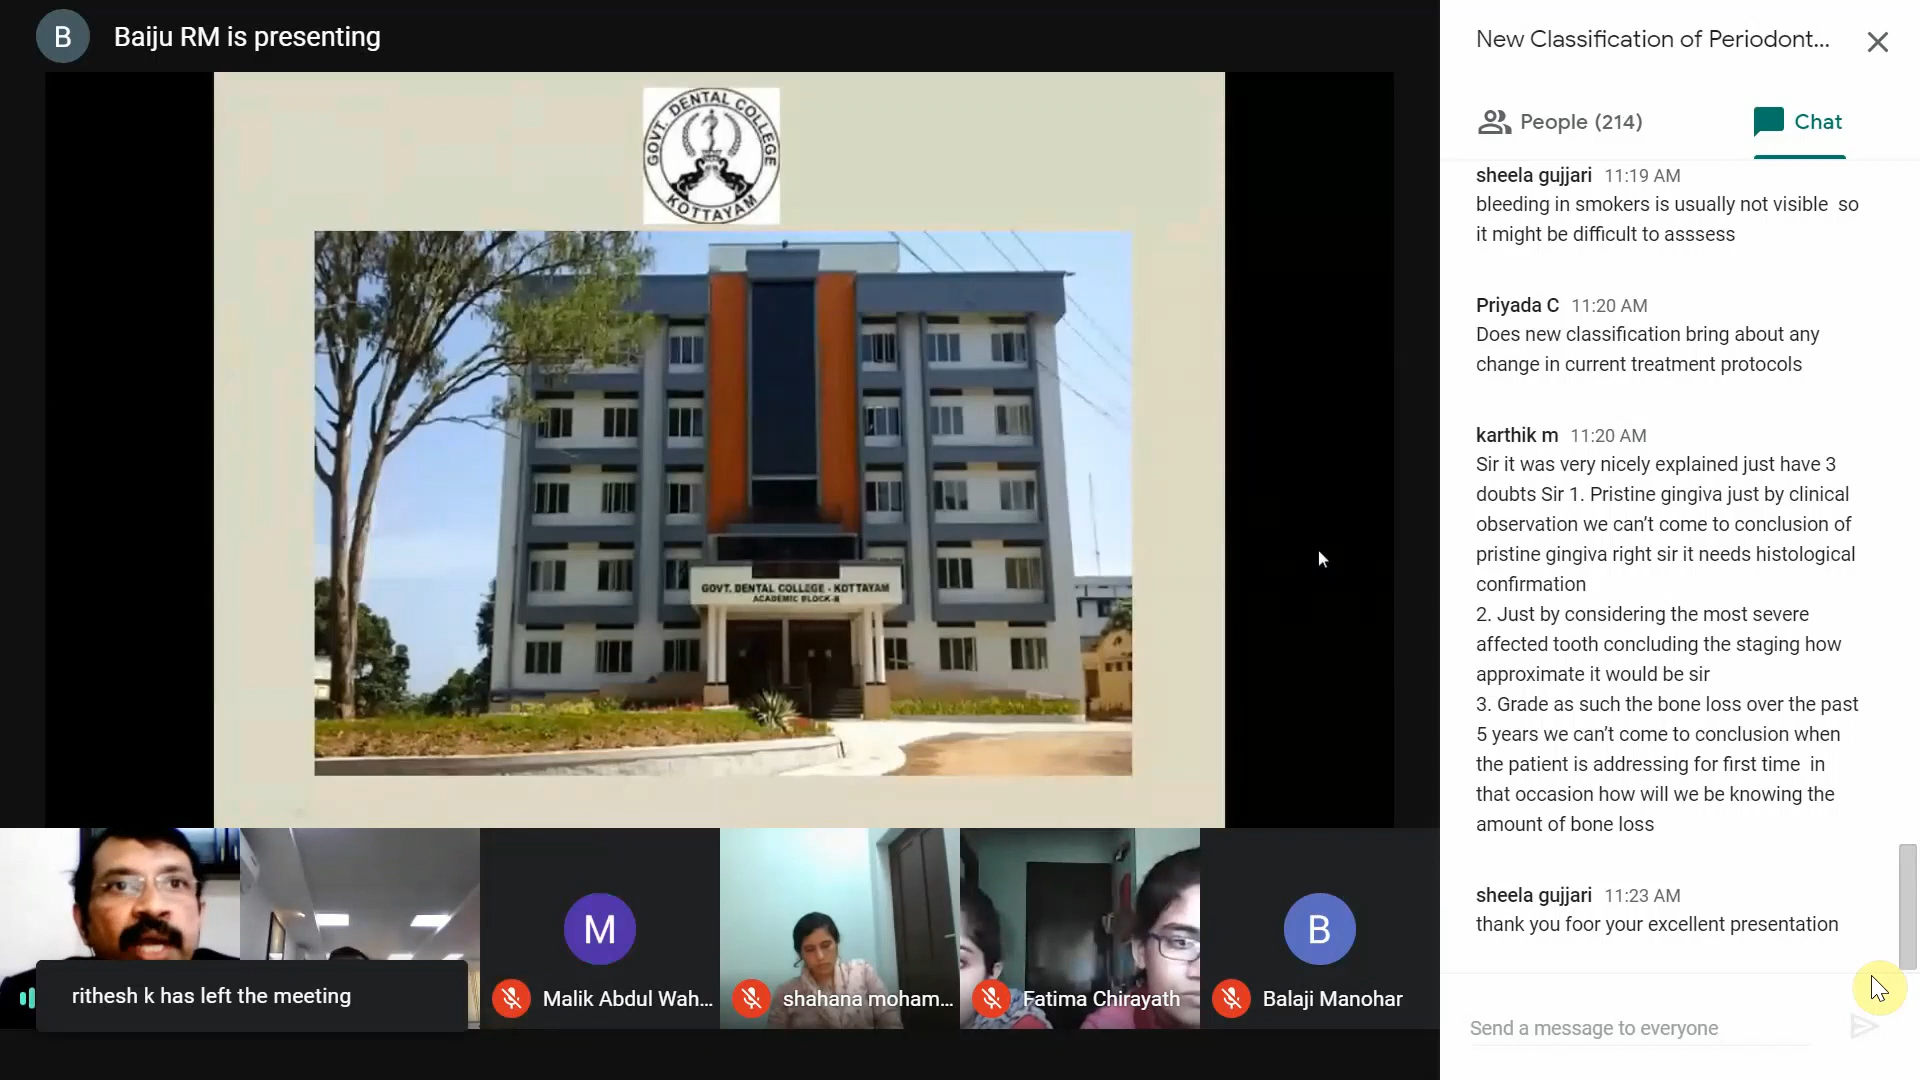 B
Baiju RM is presenting
GOVT. DENTAL COLLEGE
KOTTAYAM
GOVT. DENTAL COLLEGE - KOTTAYAM
ACADEMIC BLOCK-II
M
B
rithesh k has left the meeting
Malik Abdul Wah...
shahana moham...
Fatima Chirayath
Balaji Manohar
New Classification of Periodont...
People (214)
Chat
sheela gujjari 11:19 AM
bleeding in smokers is usually not visible so
it might be difficult to asssess
Priyada C 11:20 AM
Does new classification bring about any
change in current treatment protocols
karthik m 11:20 AM
Sir it was very nicely explained just have 3
doubts Sir 1. Pristine gingiva just by clinical
observation we can’t come to conclusion of
pristine gingiva right sir it needs histological
confirmation
2. Just by considering the most severe
affected tooth concluding the staging how
approximate it would be sir
3. Grade as such the bone loss over the past
5 years we can’t come to conclusion when
the patient is addressing for first time in
that occasion how will we be knowing the
amount of bone loss
sheela gujjari 11:23 AM
thank you foor your excellent presentation
Send a message to everyone